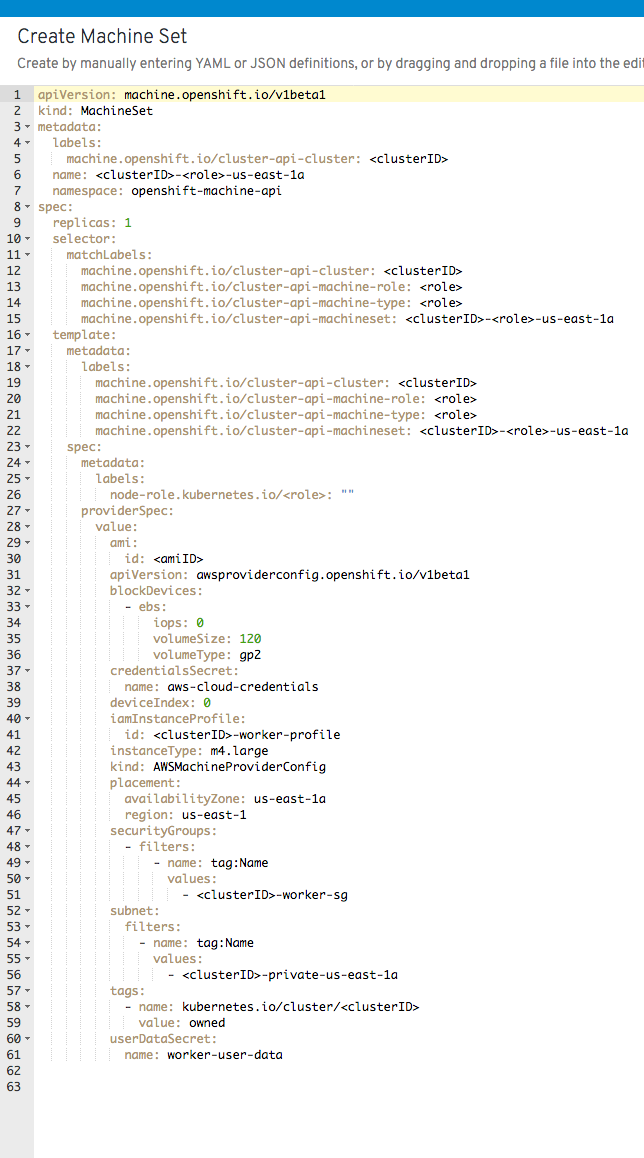 Create Machine Set
Create by manually entering YAML or JSON definitions, or by dragging and dropping a file into the
1 apiVersion: machine.openshift.io/v1beta1
2 kind: MachineSet
3 metadata:
4   labels:
5     machine.openshift.io/cluster-api-cluster: <clusterID>
6   name: <clusterID>-<role>-us-east-1a
7   namespace: openshift-machine-api
8 spec:
9   replicas: 1
10   selector:
11     matchLabels:
12       machine.openshift.io/cluster-api-cluster: <clusterID>
13       machine.openshift.io/cluster-api-machine-role: <role>
14       machine.openshift.io/cluster-api-machine-type: <role>
15       machine.openshift.io/cluster-api-machineset: <clusterID>-<role>-us-east-1a
16   template:
17     metadata:
18       labels:
19         machine.openshift.io/cluster-api-cluster: <clusterID>
20         machine.openshift.io/cluster-api-machine-role: <role>
21         machine.openshift.io/cluster-api-machine-type: <role>
22         machine.openshift.io/cluster-api-machineset: <clusterID>-<role>-us-east-1a
23     spec:
24       metadata:
25         labels:
26           node-role.kubernetes.io/<role>: ""
27       providerSpec:
28         value:
29           ami:
30             id: <amiID>
31           apiVersion: awsproviderconfig.openshift.io/v1beta1
32           blockDevices:
33             - ebs:
34                 iops: 0
35                 volumeSize: 120
36                 volumeType: gp2
37           credentialsSecret:
38             name: aws-cloud-credentials
39           deviceIndex: 0
40           iamInstanceProfile:
41             id: <clusterID>-worker-profile
42           instanceType: m4.large
43           kind: AWSMachineProviderConfig
44           placement:
45             availabilityZone: us-east-1a
46             region: us-east-1
47           securityGroups:
48             - filters:
49                 - name: tag:Name
50                   values:
51                     - <clusterID>-worker-sg
52           subnet:
53             filters:
54               - name: tag:Name
55                 values:
56                   - <clusterID>-private-us-east-1a
57           tags:
58             - name: kubernetes.io/cluster/<clusterID>
59               value: owned
60           userDataSecret:
61             name: worker-user-data
62
63